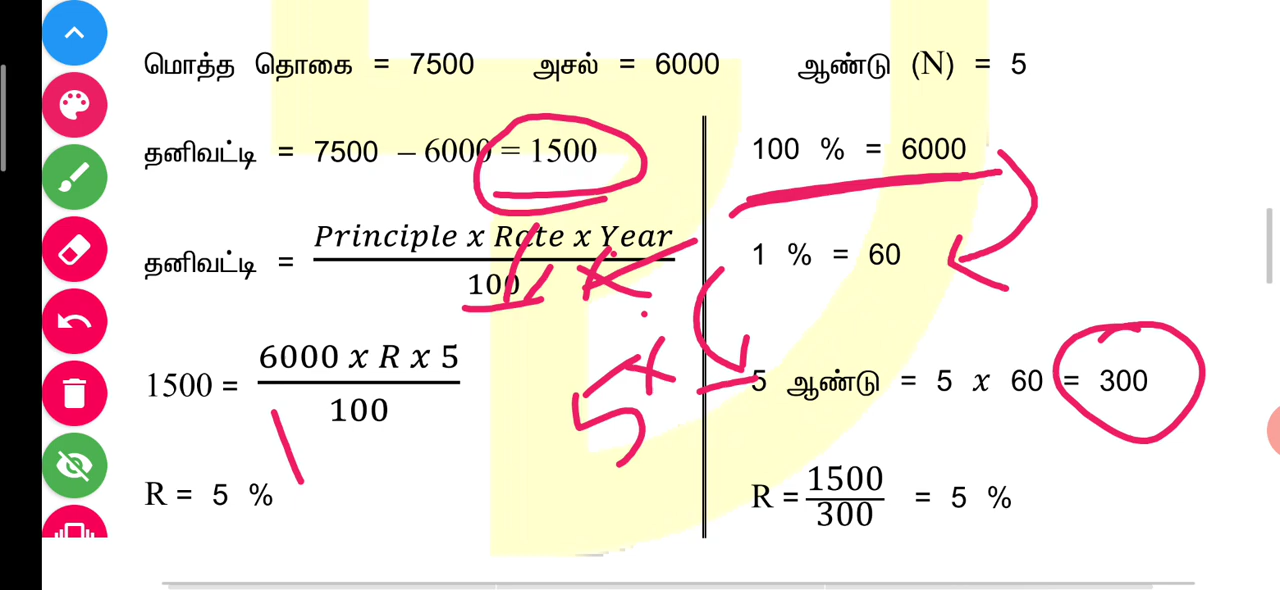 மொத்த தொகை = 7500 அசல் = 6000 ஆண்டு (N) = 5
தனிவட்டி = 7500 – 6000 = 1500
தனிவட்டி = Principle x Rate x Year / 100
1500 = 6000 x R x 5 / 100
R = 5 %
100 % = 6000
1 % = 60
5 ஆண்டு = 5 x 60 = 300
R = 1500 / 300 = 5 %
5